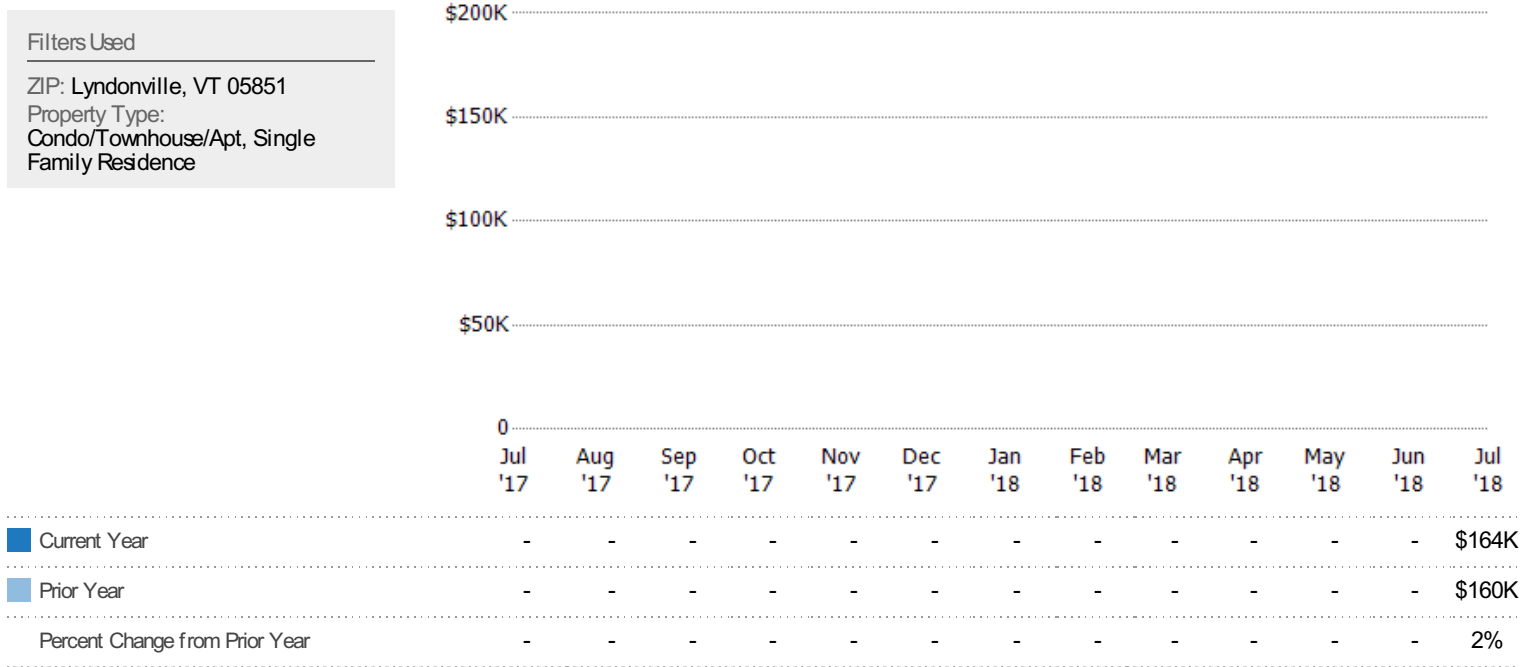 Filters Used
ZIP: Lyndonville, VT 05851
Property Type:
Condo/Townhouse/Apt, Single
Family Residence
$200K
$150K
$100K
$50K
0
Jul Aug Sep Oct Nov Dec Jan Feb Mar Apr May Jun Jul
'17 '17 '17 '17 '17 '17 '18 '18 '18 '18 '18 '18 '18
Current Year - - - - - - - - - - - - $164K
Prior Year - - - - - - - - - - - - $160K
Percent Change from Prior Year - - - - - - - - - - - - 2%